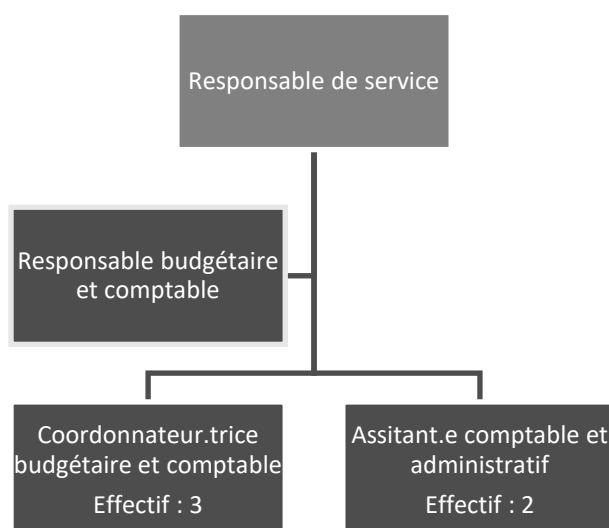 Responsable de service
Responsable budgétaire
et comptable
Coordonnateur.trice
budgétaire et comptable
Effectif : 3
Assitant.e comptable et
administratif
Effectif : 2